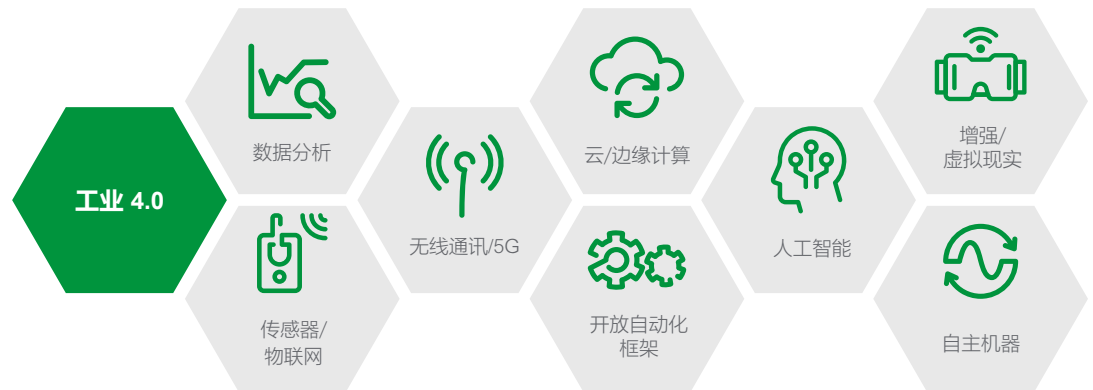 工业 4.0
数据分析
传感器/
物联网
无线通讯/5G
云/边缘计算
开放自动化
框架
人工智能
增强/
虚拟现实
自主机器